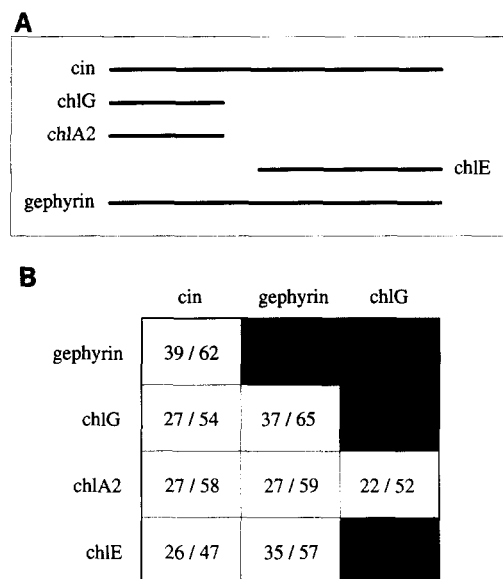 A
cin
chlG
chlA2
chlE
gephyrin
B
cin gephyrin chlG
gephyrin 39 / 62
chlG 27 / 54 37 / 65
chlA2 27 / 58 27 / 59 22 / 52
chlE 26 / 47 35 / 57